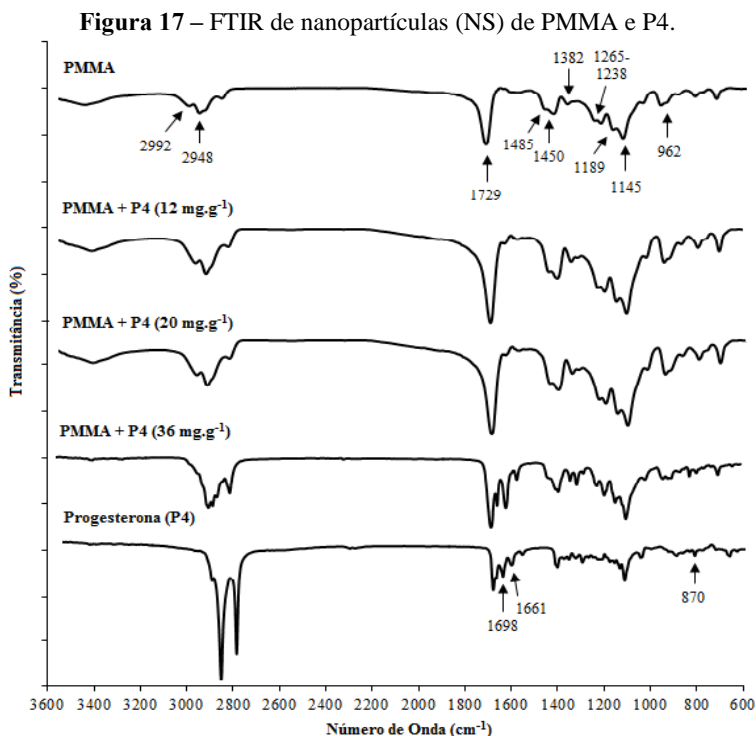 Figura 17 – FTIR de nanopartículas (NS) de PMMA e P4.
PMMA
1382
1265-
1238
2992
2948
1485
1450
1189
962
1729
1145
PMMA + P4 (12 mg.g⁻¹)
PMMA + P4 (20 mg.g⁻¹)
PMMA + P4 (36 mg.g⁻¹)
Progesterona (P4)
1698
1661
870
Transmitância (%)
3600 3400 3200 3000 2800 2600 2400 2200 2000 1800 1600 1400 1200 1000 800 600
Número de Onda (cm⁻¹)